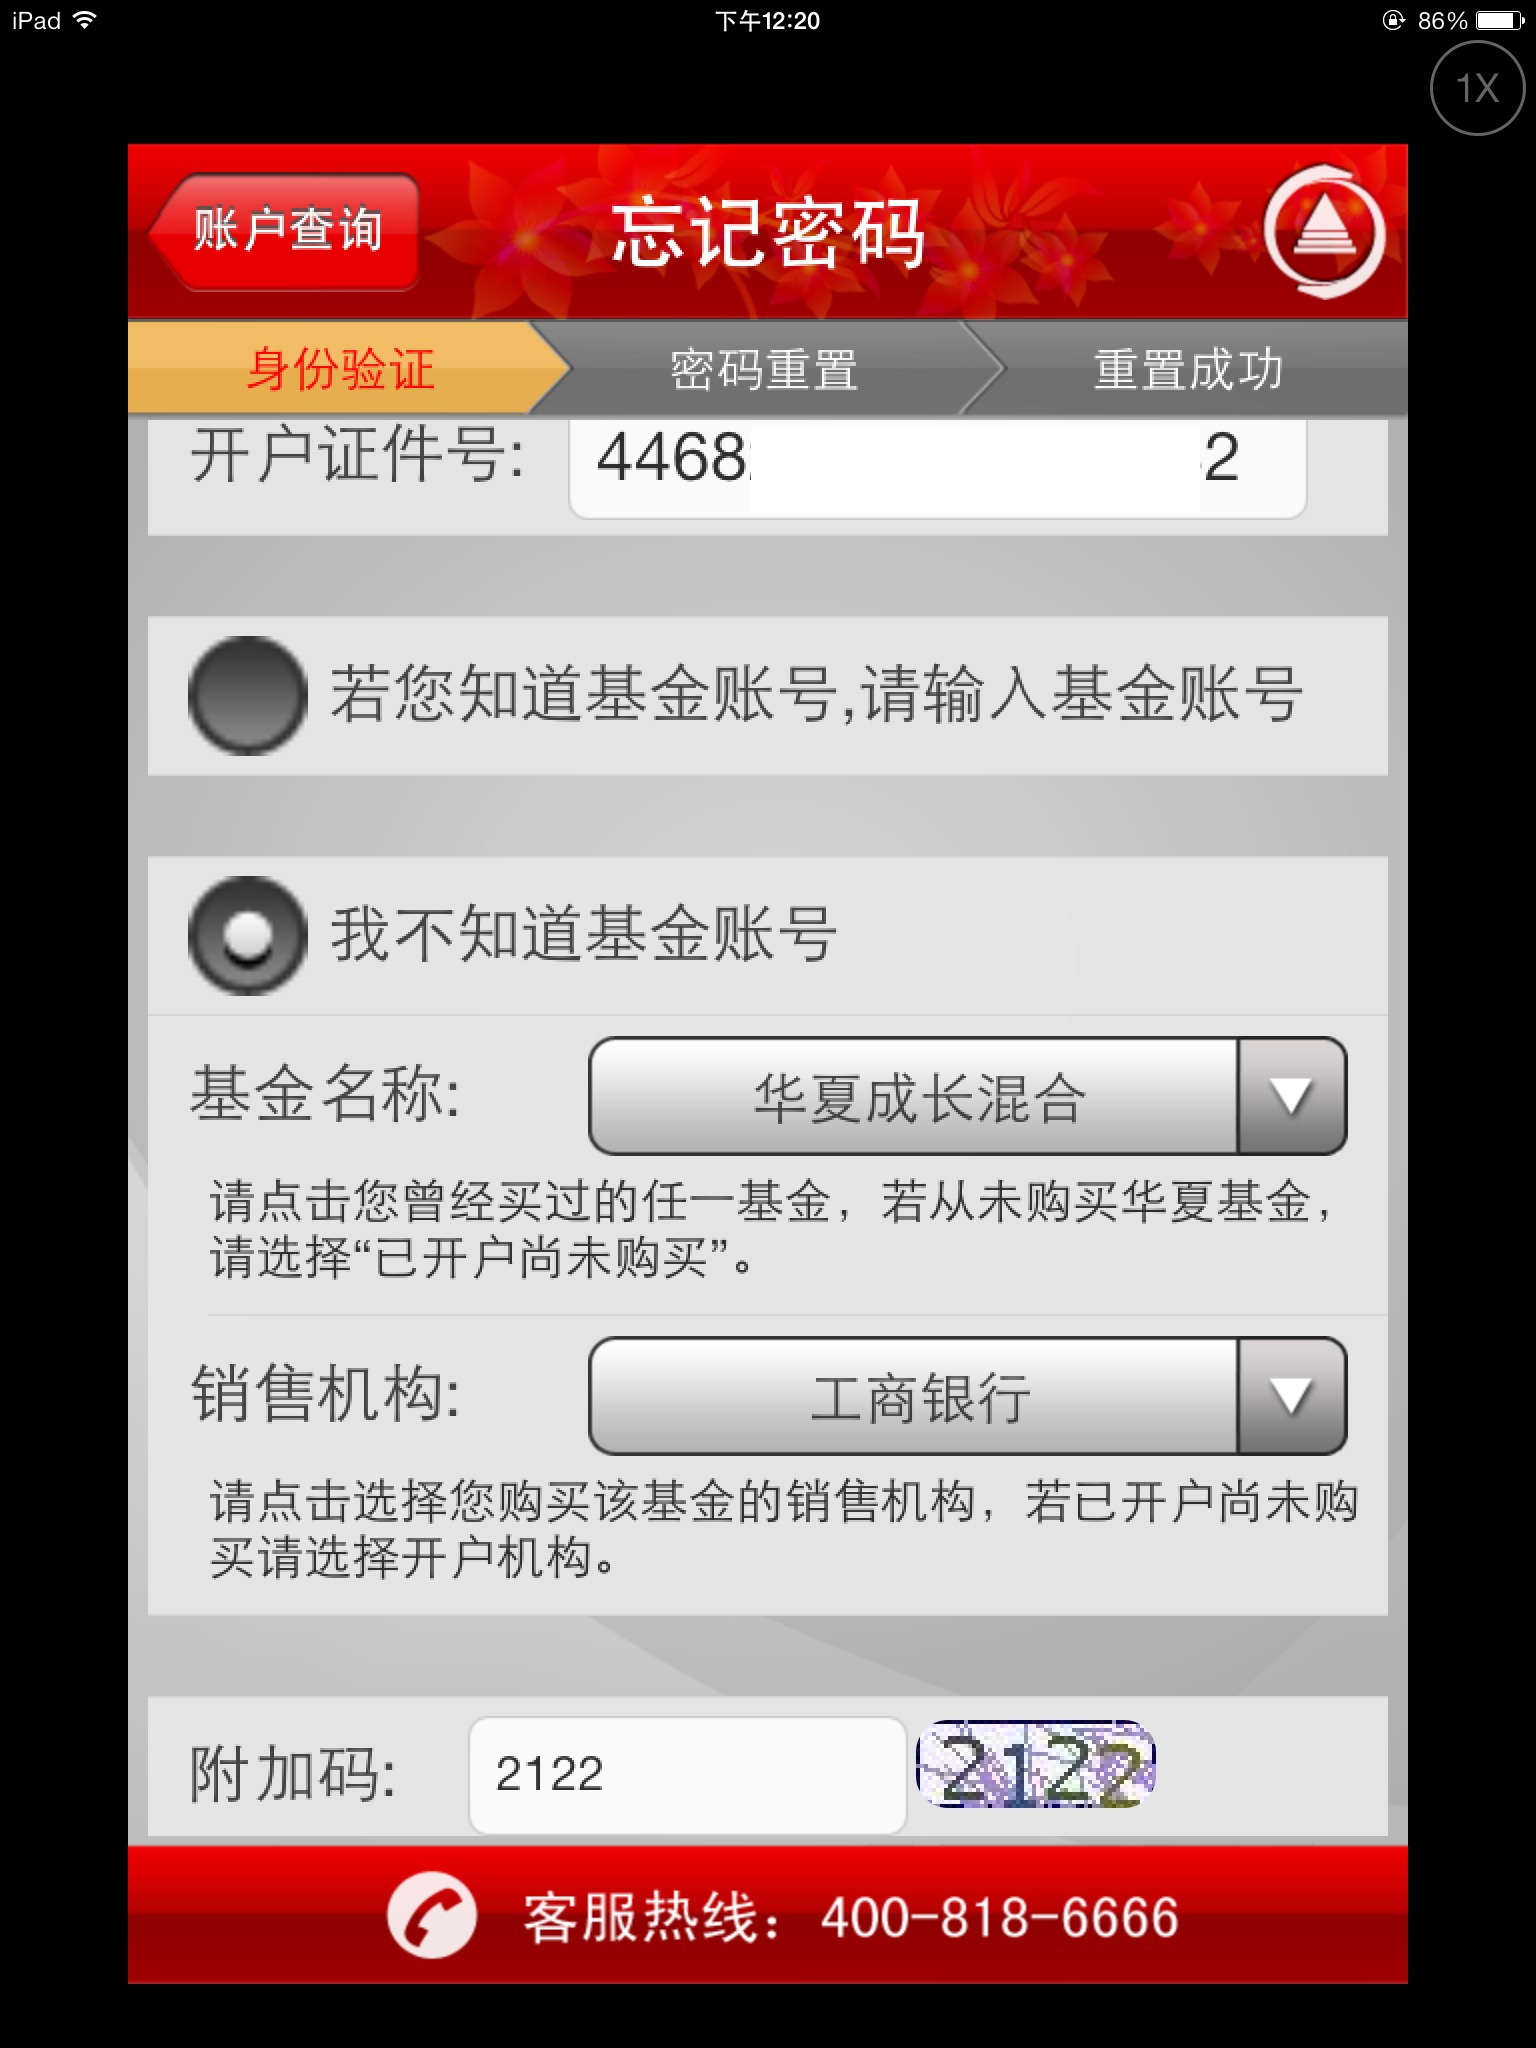 iPad 下午12:20 86%
1X
账户查询 忘记密码
身份验证 密码重置 重置成功
开户证件号: 4468 2
若您知道基金账号,请输入基金账号
我不知道基金账号
基金名称: 华夏成长混合
请点击您曾经买过的任一基金，若从未购买华夏基金，
请选择“已开户尚未购买”。
销售机构: 工商银行
请点击选择您购买该基金的销售机构，若已开户尚未购
买请选择开户机构。
附加码: 2122 2122
客服热线：400-818-6666